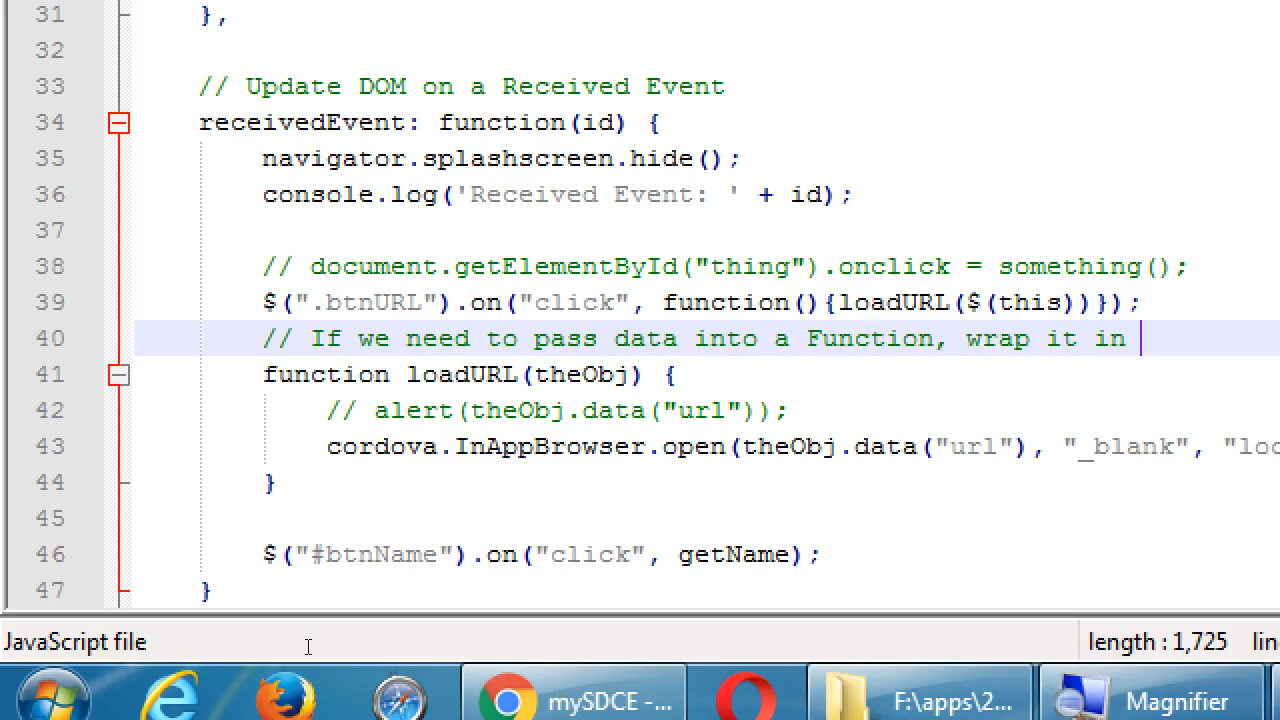 31 },
32
33 // Update DOM on a Received Event
34 receivedEvent: function(id) {
35 navigator.splashscreen.hide();
36 console.log('Received Event: ' + id);
37
38 // document.getElementById("thing").onclick = something();
39 $(".btnURL").on("click", function(){loadURL($(this))});
40 // If we need to pass data into a Function, wrap it in
41 function loadURL(theObj) {
42 // alert(theObj.data("url"));
43 cordova.InAppBrowser.open(theObj.data("url"), "_blank", "loc
44 }
45
46 $("#btnName").on("click", getName);
47 }
JavaScript file length : 1,725 lin
mySDCE -... F:\apps\2... Magnifier